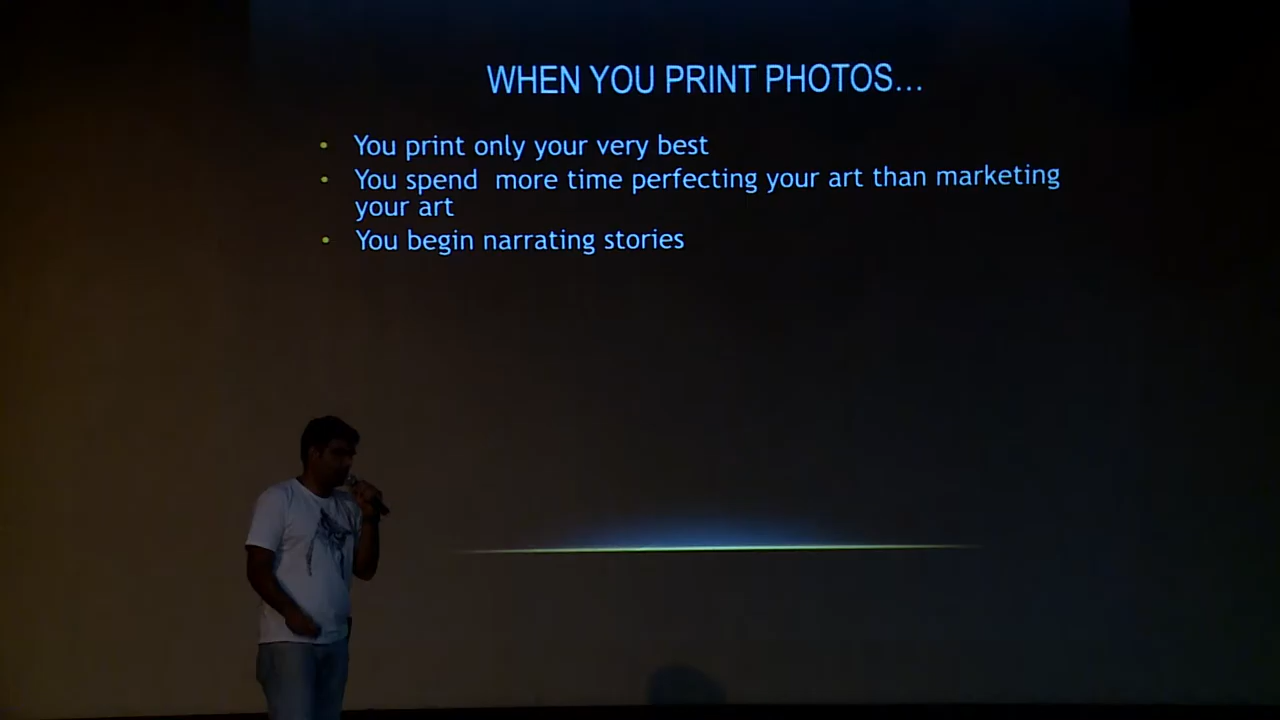 WHEN YOU PRINT PHOTOS...
• You print only your very best
• You spend  more time perfecting your art than marketing
your art
• You begin narrating stories